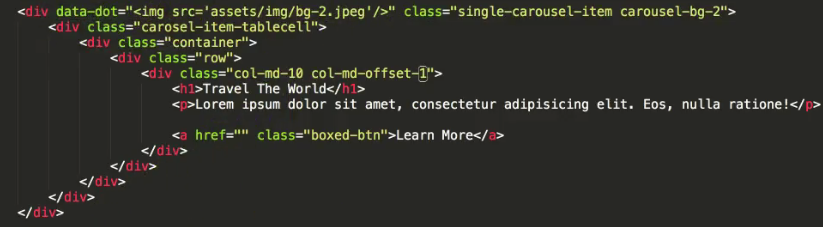 <div data-dot="<img src='assets/img/bg-2.jpeg'/>" class="single-carousel-item carousel-bg-2">
<div class="carosel-item-tablecell">
<div class="container">
<div class="row">
<div class="col-md-10 col-md-offset-1">
<h1>Travel The World</h1>
<p>Lorem ipsum dolor sit amet, consectetur adipisicing elit. Eos, nulla ratione!</p>
<a href="" class="boxed-btn">Learn More</a>
</div>
</div>
</div>
</div>
</div>